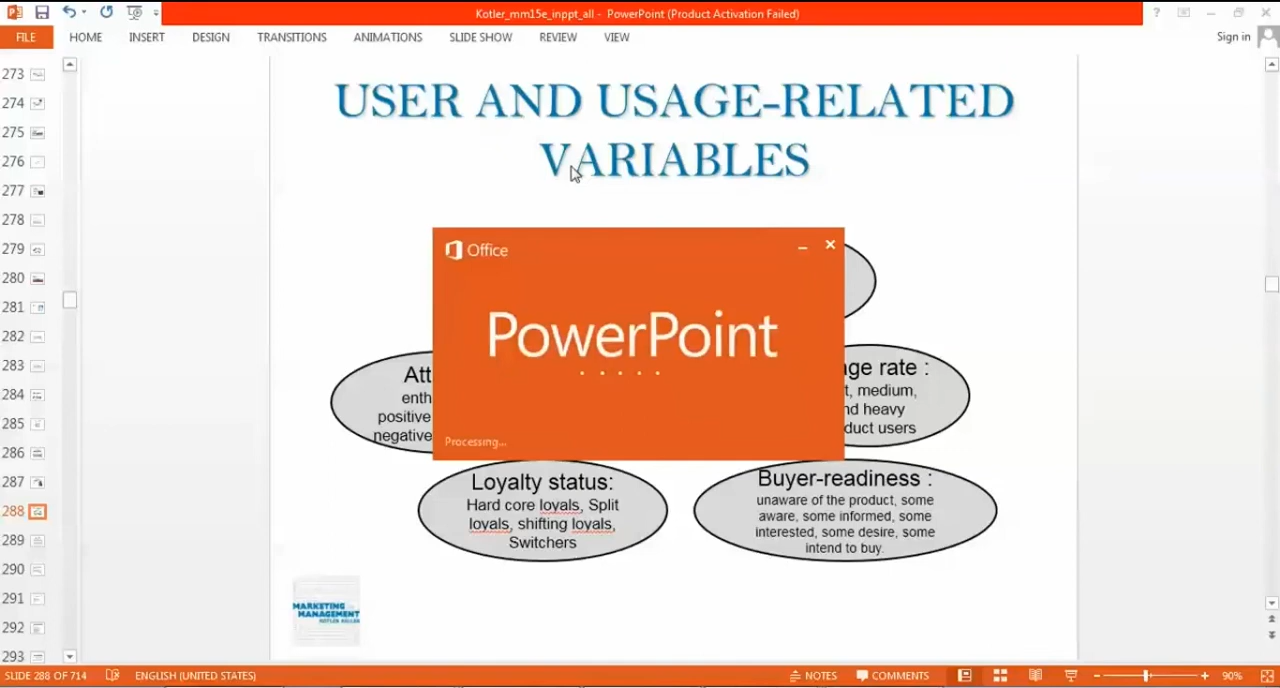 Kotler_mm15e_inppt_all - PowerPoint (Product Activation Failed)
FILE HOME INSERT DESIGN TRANSITIONS ANIMATIONS SLIDE SHOW REVIEW VIEW Sign in
273
274
275
276
277
278
279
280
281
282
283
284
285
286
287
288
289
290
291
292
293
USER AND USAGE-RELATED
VARIABLES
Office
PowerPoint
Processing...
Att
enth
positive
negative
ge rate :
t, medium,
nd heavy
duct users
Loyalty status:
Hard core loyals, Split
loyals, shifting loyals,
Switchers
Buyer-readiness :
unaware of the product, some
aware, some informed, some
interested, some desire, some
intend to buy.
MARKETING
MANAGEMENT
KOTLER KELLER
SLIDE 288 OF 714 ENGLISH (UNITED STATES) NOTES COMMENTS 90%